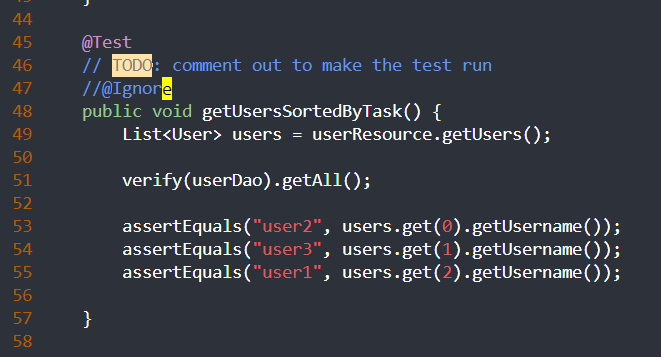 44
45 @Test
46 // TODO: comment out to make the test run
47 //@Ignore
48 public void getUsersSortedByTask() {
49 List<User> users = userResource.getUsers();
50
51 verify(userDao).getAll();
52
53 assertEquals("user2", users.get(0).getUsername());
54 assertEquals("user3", users.get(1).getUsername());
55 assertEquals("user1", users.get(2).getUsername());
56
57 }
58